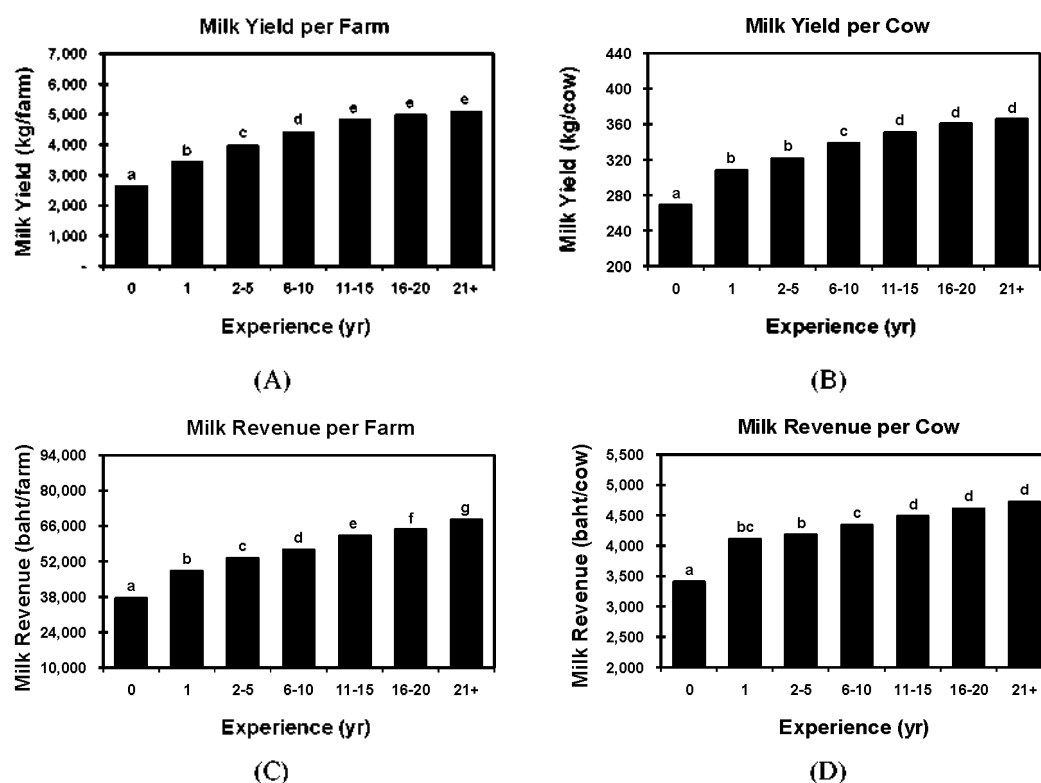 Milk Yield per Farm
Milk Yield (kg/farm)
7,000
6,000
5,000
4,000
3,000
2,000
1,000
-
a
b
c
d
e
e
e
0 1 2-5 6-10 11-15 16-20 21+
Experience (yr)
(A)
Milk Yield per Cow
Milk Yield (kg/cow)
440
400
360
320
280
240
200
a
b
b
c
d
d
d
0 1 2-5 6-10 11-15 16-20 21+
Experience (yr)
(B)
Milk Revenue per Farm
Milk Revenue (baht/farm)
94,000
80,000
66,000
52,000
38,000
24,000
10,000
a
b
c
d
e
f
g
0 1 2-5 6-10 11-15 16-20 21+
Experience (yr)
(C)
Milk Revenue per Cow
Milk Revenue (baht/cow)
5,500
5,000
4,500
4,000
3,500
3,000
2,500
2,000
a
bc
b
c
d
d
d
0 1 2-5 6-10 11-15 16-20 21+
Experience (yr)
(D)